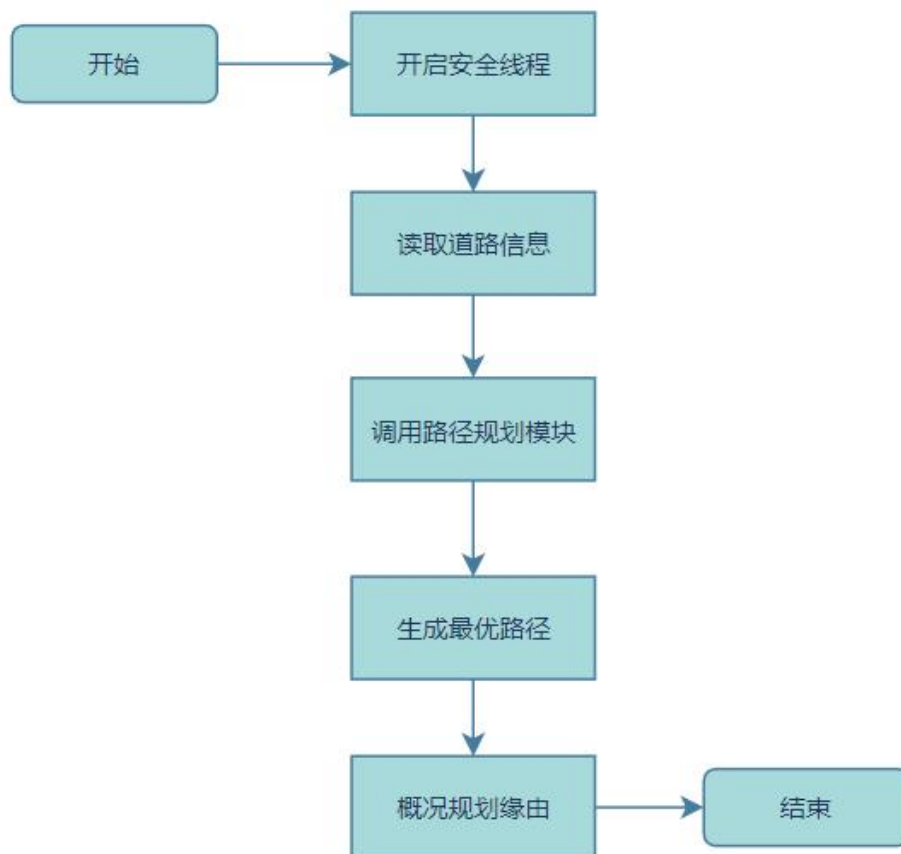 开始
开启安全线程
读取道路信息
调用路径规划模块
生成最优路径
概况规划缘由
结束